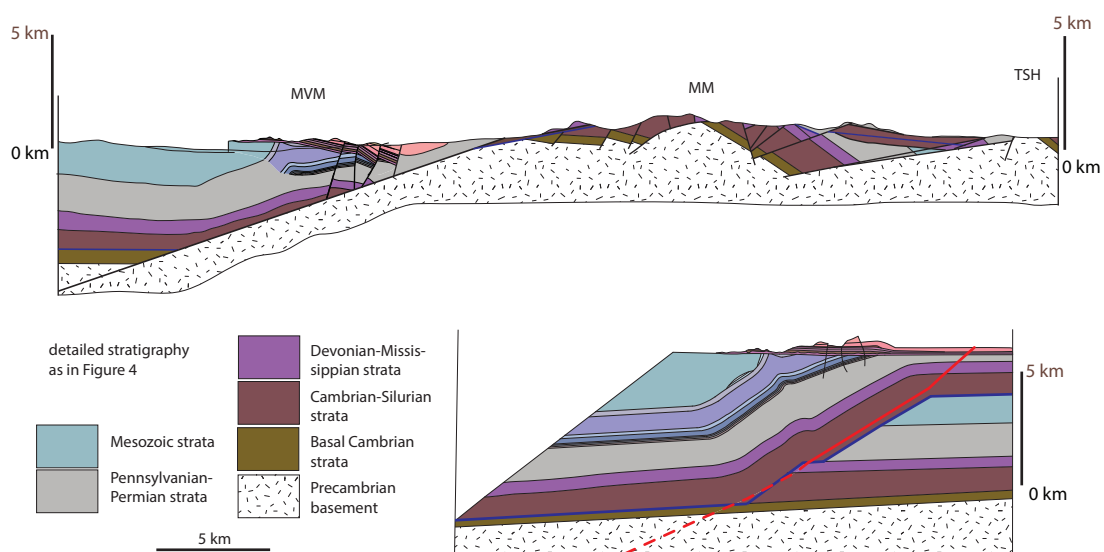 5 km
5 km
MVM
MM
TSH
0 km
0 km
detailed stratigraphy
as in Figure 4
Mesozoic strata
Pennsylvanian-
Permian strata
Devonian-Missis-
sippian strata
Cambrian-Silurian
strata
Basal Cambrian
strata
Precambrian
basement
5 km
5 km
0 km